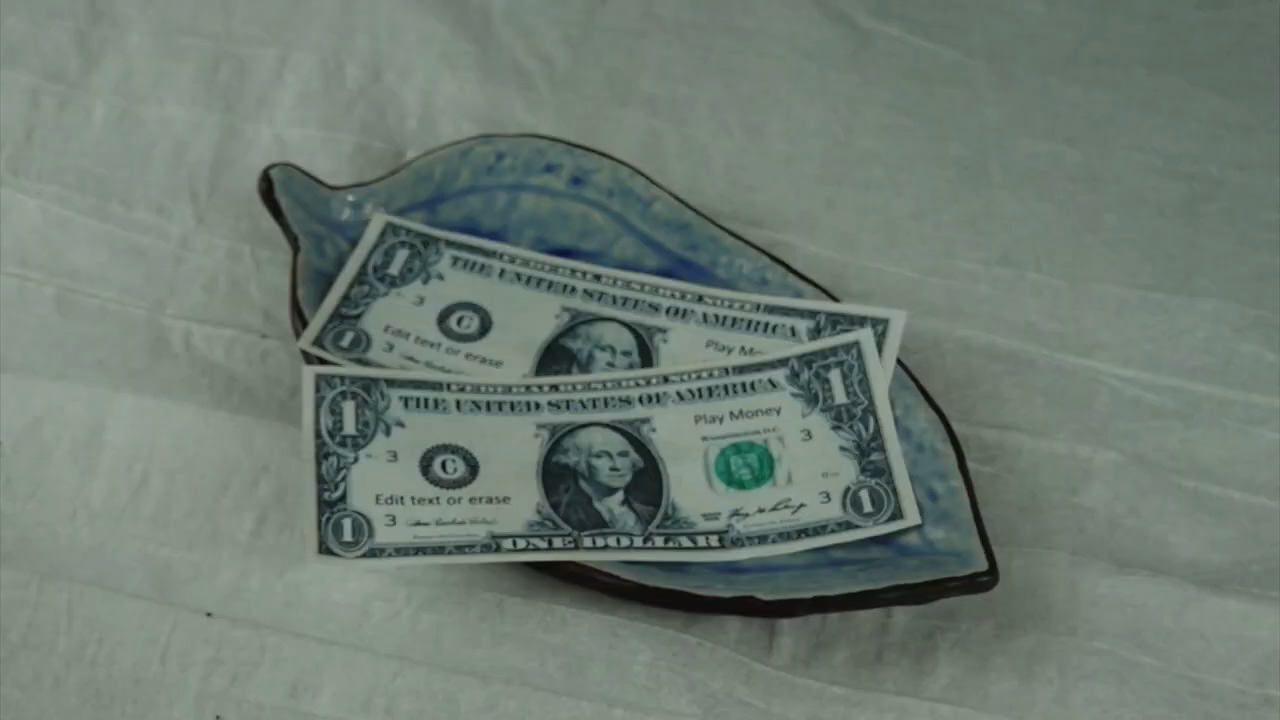 FEDERAL RESERVE NOTE
THE UNITED STATES OF AMERICA
1
3
C
Edit text or erase
Play
1
3
FEDERAL RESERVE NOTE
THE UNITED STATES OF AMERICA
1
1
Play Money
Washington, D.C.
3
3
C
Edit text or erase
3
3
1
1
ONE DOLLAR